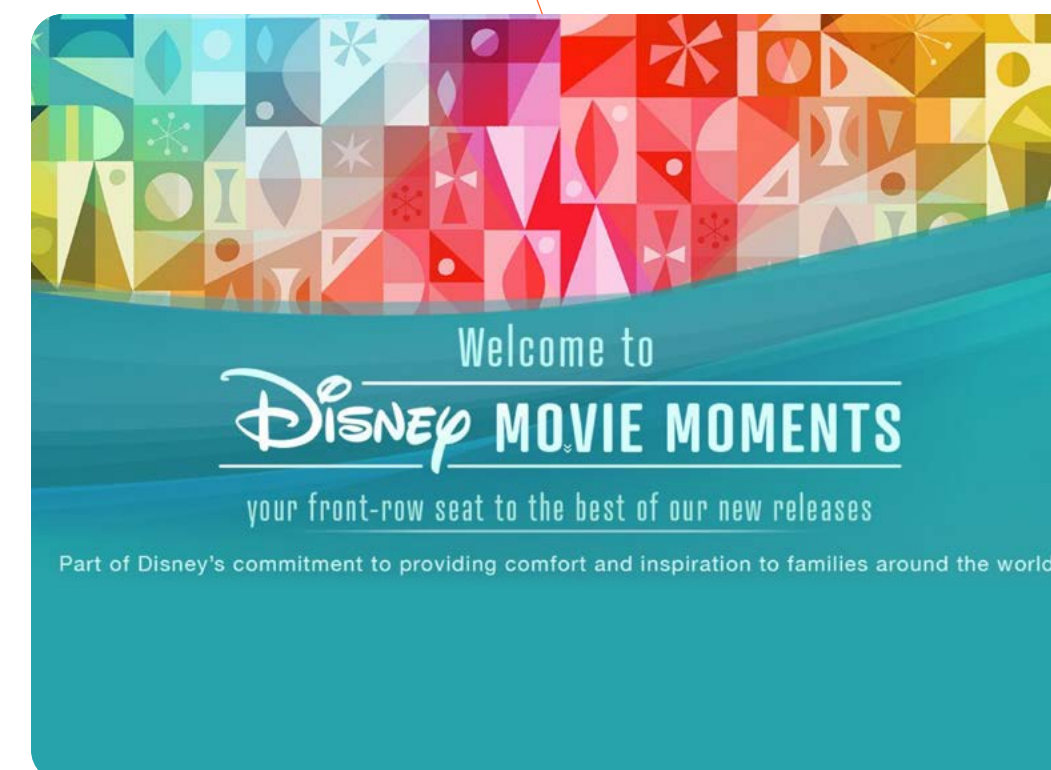 Welcome to
Disney MOVIE MOMENTS
your front-row seat to the best of our new releases
Part of Disney's commitment to providing comfort and inspiration to families around the world